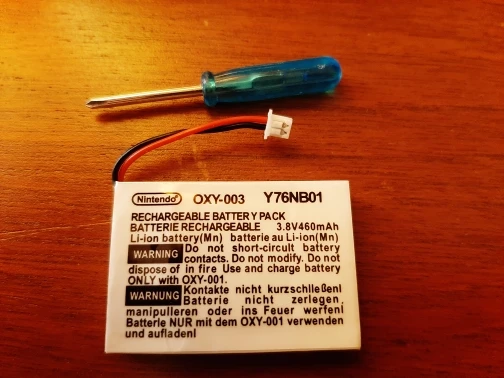 Nintendo® OXY-003 Y76NB01
RECHARGEABLE BATTERY PACK
BATTERIE RECHARGEABLE 3.8V460mAh
Li-ion battery(Mn) batterie au Li-ion(Mn)
WARNING Do not short-circult battery
contacts. Do not modify. Do not
dispose of in fire Use and charge battery
ONLY with OXY-001.
WARNUNG Kontakte nicht kurzschließen!
Batterie nicht zerlegen,
manipulieren oder ins Feuer werfen!
Batterle NUR mit dem OXY-001 verwenden
und aufladen!